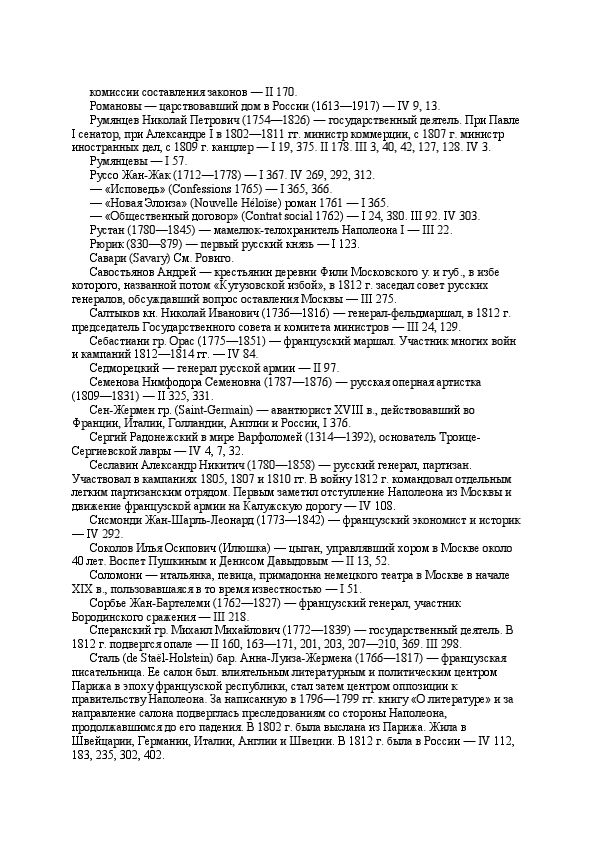 комиссии составления законов — II 170.
Романовы — царствовавший дом в России (1613—1917) — IV 9, 13.
Румянцев Николай Петрович (1754—1826) — государственный деятель. При Павле
I сенатор, при Александре I в 1802—1811 гг. министр коммерции, с 1807 г. министр
иностранных дел, с 1809 г. канцлер — I 19, 375. II 178. III 3, 40, 42, 127, 128. IV 3.
Румянцевы — I 57.
Руссо Жан-Жак (1712—1778) — I 367. IV 269, 292, 312.
— «Исповедь» (Confessions 1765) — I 365, 366.
— «Новая Элоиза» (Nouvelle Héloïse) роман 1761 — I 365.
— «Общественный договор» (Contrat social 1762) — I 24, 380. III 92. IV 303.
Рустан (1780—1845) — мамелюк-телохранитель Наполеона I — III 22.
Рюрик (830—879) — первый русский князь — I 123.
Савари (Savary) См. Ровиго.
Савостьянов Андрей — крестьянин деревни Фили Московского у. и губ., в избе
которого, названной потом «Кутузовской избой», в 1812 г. заседал совет русских
генералов, обсуждавший вопрос оставления Москвы — III 275.
Салтыков кн. Николай Иванович (1736—1816) — генерал-фельдмаршал, в 1812 г.
председатель Государственного совета и комитета министров — III 24, 129.
Себастиани гр. Орас (1775—1851) — французский маршал. Участник многих войн
и кампаний 1812—1814 гг. — IV 84.
Седморецкий — генерал русской армии — II 97.
Семенова Нимфодора Семеновна (1787—1876) — русская оперная артистка
(1809—1831) — II 325, 331.
Сен-Жермен гр. (Saint-Germain) — авантюрист XVIII в., действовавший во
Франции, Италии, Голландии, Англии и России, I 376.
Сергий Радонежский в мире Варфоломей (1314—1392), основатель Троице-
Сергиевской лавры — IV 4, 7, 32.
Сеславин Александр Никитич (1780—1858) — русский генерал, партизан.
Участвовал в кампаниях 1805, 1807 и 1810 гг. В войну 1812 г. командовал отдельным
легким партизанским отрядом. Первым заметил отступление Наполеона из Москвы и
движение французской армии на Калужскую дорогу — IV 108.
Сисмонди Жан-Шарль-Леонард (1773—1842) — французский экономист и историк
— IV 292.
Соколов Илья Осипович (Илюшка) — цыган, управлявший хором в Москве около
40 лет. Воспет Пушкиным и Денисом Давыдовым — II 13, 52.
Соломони — итальянка, певица, примадонна немецкого театра в Москве в начале
XIX в., пользовавшаяся в то время известностью — I 51.
Сорбье Жан-Бартелеми (1762—1827) — французский генерал, участник
Бородинского сражения — III 218.
Сперанский гр. Михаил Михайлович (1772—1839) — государственный деятель. В
1812 г. подвергся опале — II 160, 163—171, 201, 203, 207—210, 369. III 298.
Сталь (de Staël-Holstein) бар. Анна-Луиза-Жермена (1766—1817) — французская
писательница. Ее салон был. влиятельным литературным и политическим центром
Парижа в эпоху французской республики, стал затем центром оппозиции к
правительству Наполеона. За написанную в 1796—1799 гг. книгу «О литературе» и за
направление салона подверглась преследованиям со стороны Наполеона,
продолжавшимся до его падения. В 1802 г. была выслана из Парижа. Жила в
Швейцарии, Германии, Италии, Англии и Швеции. В 1812 г. была в России — IV 112,
183, 235, 302, 402.